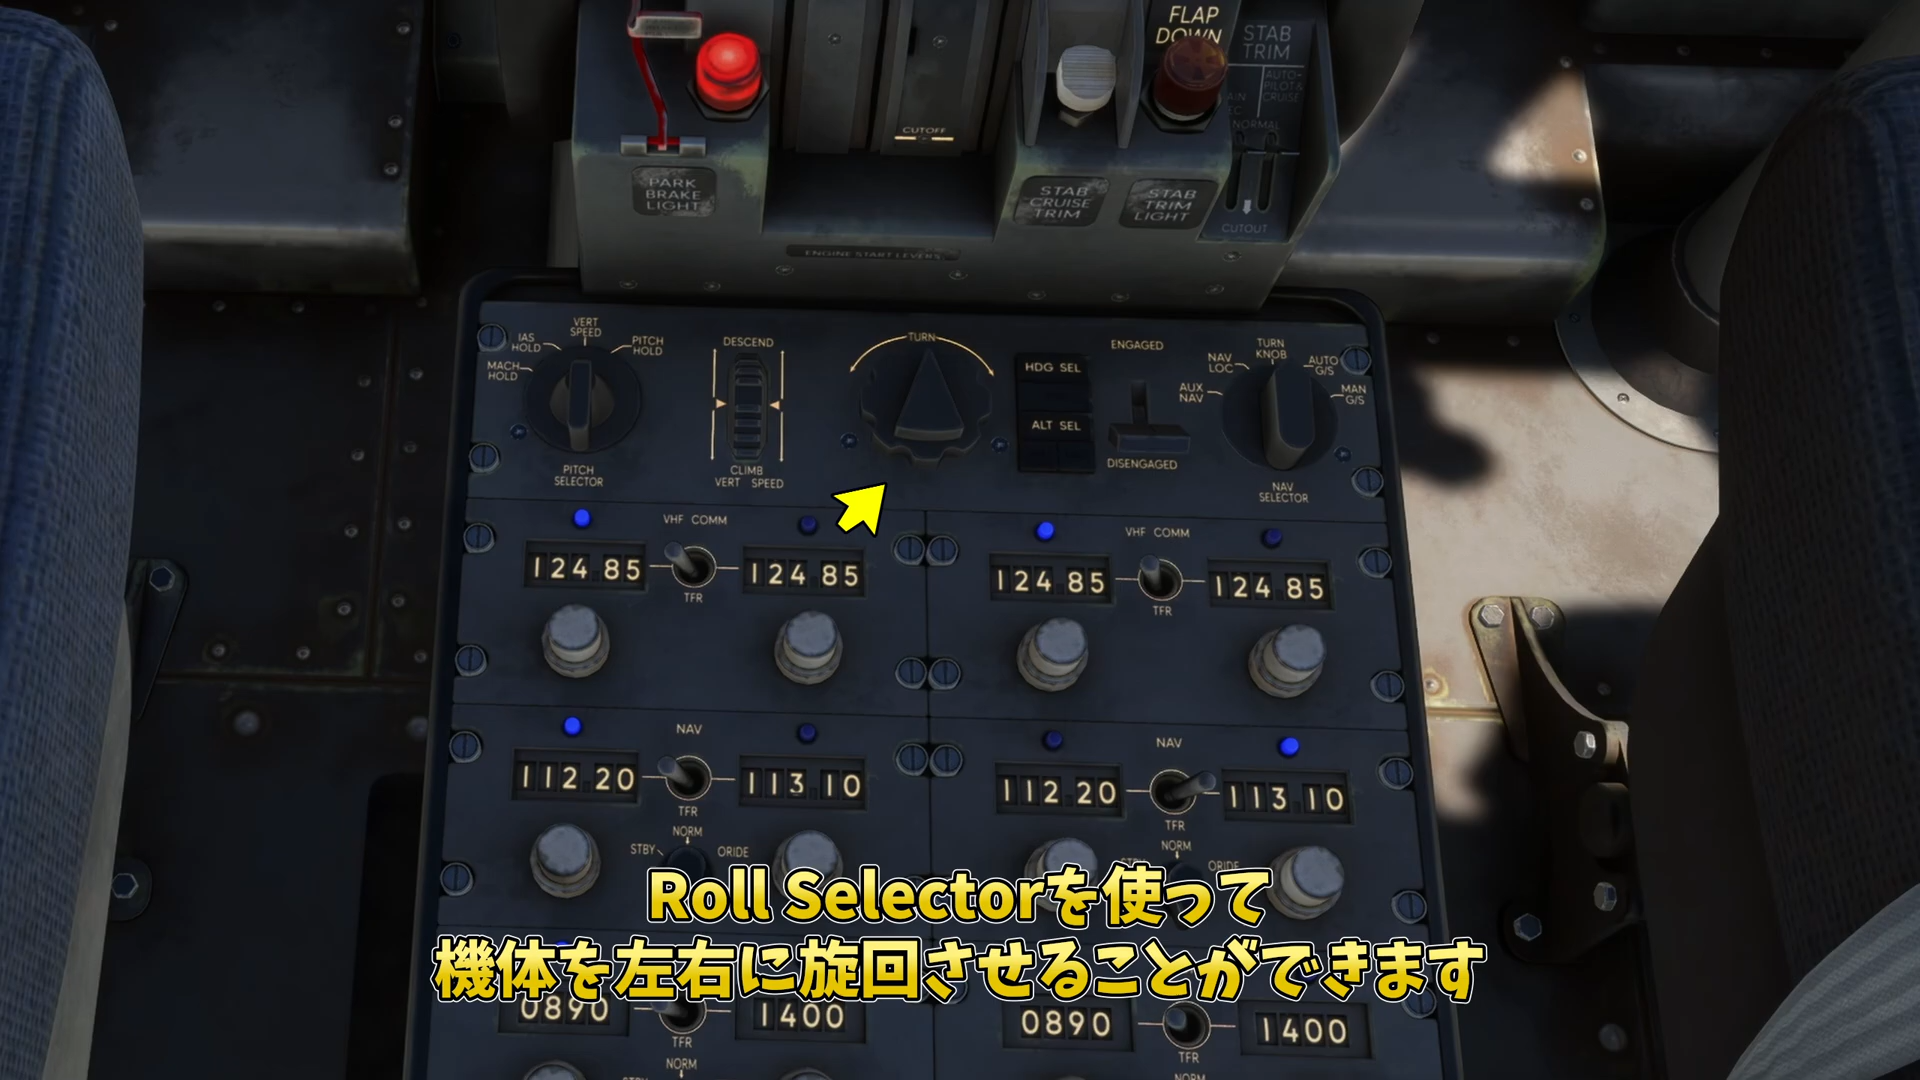 FLAP
DOWN
STAB
TRIM
AUTO-
PILOT &
CRUISE
NORMAL
CUTOFF
PARK
BRAKE
LIGHT
STAB
CRUISE
TRIM
STAB
TRIM
LIGHT
CUTOUT
ENGINE START LEVERS
MACH
HOLD
IAS
HOLD
VERT
SPEED
PITCH
HOLD
PITCH
SELECTOR
DESCEND
CLIMB
VERT SPEED
TURN
HDG SEL
ALT SEL
ENGAGED
DISENGAGED
AUX
NAV
NAV
LOC
TURN
KNOB
AUTO
G/S
MAN
G/S
NAV
SELECTOR
VHF COMM
124.85
124.85
TFR
VHF COMM
124.85
124.85
TFR
NAV
112.20
113.10
TFR
NAV
112.20
113.10
TFR
STBY
NORM
ORIDE
STBY
NORM
ORIDE
Roll Selectorを使って
機体を左右に旋回させることができます
0890
1400
TFR
NORM
0890
1400
TFR
NORM